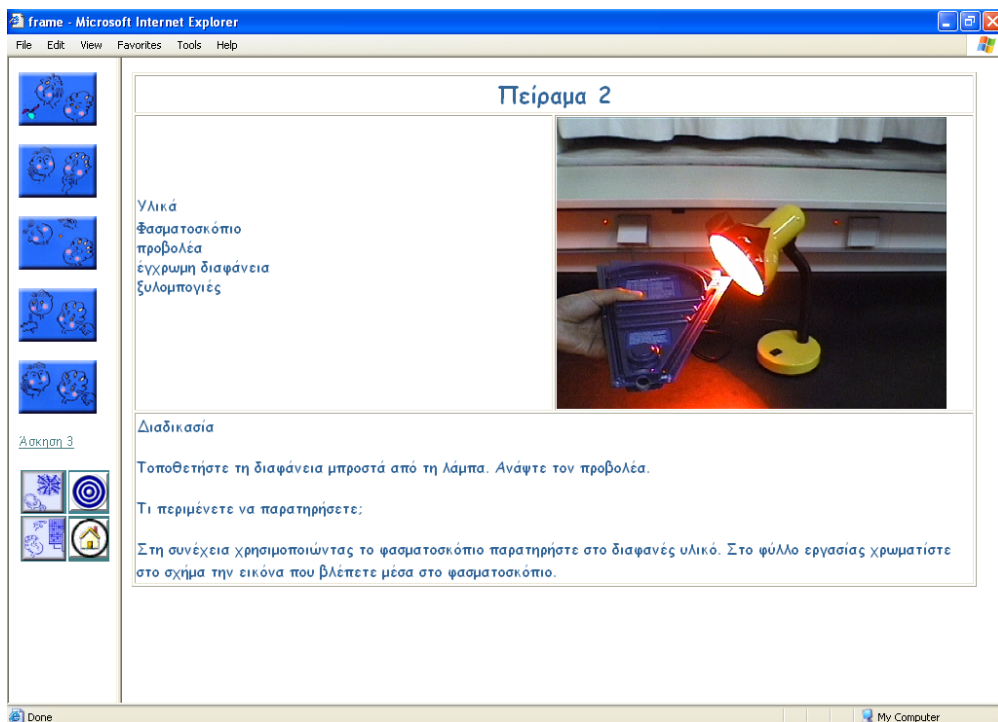 frame - Microsoft Internet Explorer
File Edit View Favorites Tools Help
Πείραμα 2
Υλικά
Φασματοσκόπιο
προβολέα
έγχρωμη διαφάνεια
ξυλομπογιές
Διαδικασία
Τοποθετήστε τη διαφάνεια μπροστά από τη λάμπα. Ανάψτε τον προβολέα.
Τι περιμένετε να παρατηρήσετε;
Στη συνέχεια χρησιμοποιώντας το φασματοσκόπιο παρατηρήστε στο διαφανές υλικό. Στο φύλλο εργασίας χρωματίστε
στο σχήμα την εικόνα που βλέπετε μέσα στο φασματοσκόπιο.
Άσκηση 3
Done
My Computer